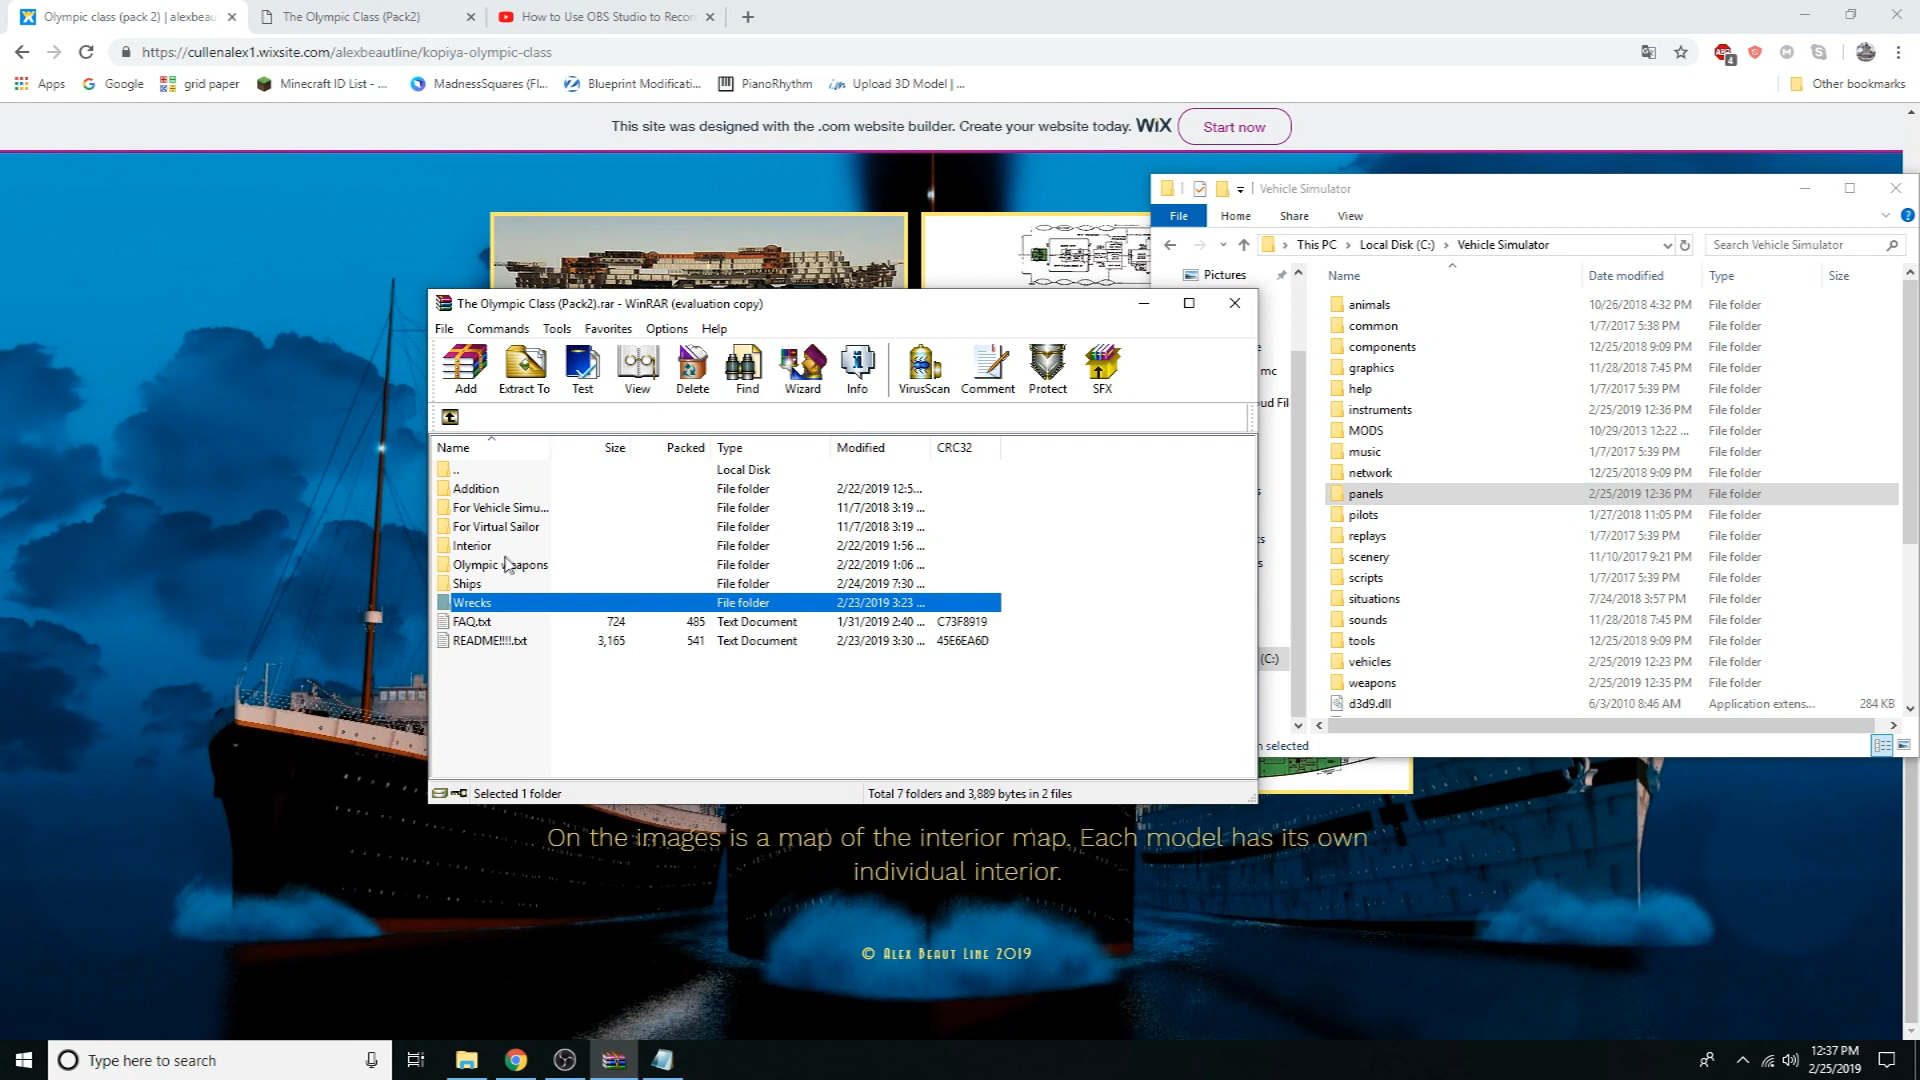 Olympic class (pack 2) | alexbeau
The Olympic Class (Pack2)
How to Use OBS Studio to Recor
https://cullenalex1.wixsite.com/alexbeautline/kopiya-olympic-class
ABP
4
Apps
Google
grid paper
Minecraft ID List - ...
MadnessSquares (Fl...
Blueprint Modificati...
PianoRhythm
Upload 3D Model | ...
Other bookmarks
This site was designed with the .com website builder. Create your website today. WiX
Start now
Vehicle Simulator
File Home Share View
This PC Local Disk (C:) Vehicle Simulator
Search Vehicle Simulator
Pictures
mc
oud Fil
(C:)
Name Date modified Type Size
animals 10/26/2018 4:32 PM File folder
common 1/7/2017 5:38 PM File folder
components 12/25/2018 9:09 PM File folder
graphics 11/28/2018 7:45 PM File folder
help 1/7/2017 5:39 PM File folder
instruments 2/25/2019 12:36 PM File folder
MODS 10/29/2013 12:22 ... File folder
music 1/7/2017 5:39 PM File folder
network 12/25/2018 9:09 PM File folder
panels 2/25/2019 12:36 PM File folder
pilots 1/27/2018 11:05 PM File folder
replays 1/7/2017 5:39 PM File folder
scenery 11/10/2017 9:21 PM File folder
scripts 1/7/2017 5:39 PM File folder
situations 7/24/2018 3:57 PM File folder
sounds 11/28/2018 7:45 PM File folder
tools 12/25/2018 9:09 PM File folder
vehicles 2/25/2019 12:23 PM File folder
weapons 2/25/2019 12:35 PM File folder
d3d9.dll 6/3/2010 8:46 AM Application extens... 284 KB
selected
The Olympic Class (Pack2).rar - WinRAR (evaluation copy)
File Commands Tools Favorites Options Help
Add Extract To Test View Delete Find Wizard Info VirusScan Comment Protect SFX
Name Size Packed Type Modified CRC32
.. Local Disk
Addition File folder 2/22/2019 12:5...
For Vehicle Simu... File folder 11/7/2018 3:19 ...
For Virtual Sailor File folder 11/7/2018 3:19 ...
Interior File folder 2/22/2019 1:56 ...
Olympic weapons File folder 2/22/2019 1:06 ...
Ships File folder 2/24/2019 7:30 ...
Wrecks File folder 2/23/2019 3:23 ...
FAQ.txt 724 485 Text Document 1/31/2019 2:40 ... C73F8919
README!!!!.txt 3,165 541 Text Document 2/23/2019 3:30 ... 45E6EA6D
Selected 1 folder
Total 7 folders and 3,889 bytes in 2 files
On the images is a map of the interior map. Each model has its own
individual interior.
© Alex Beaut Line 2019
Type here to search
12:37 PM
2/25/2019